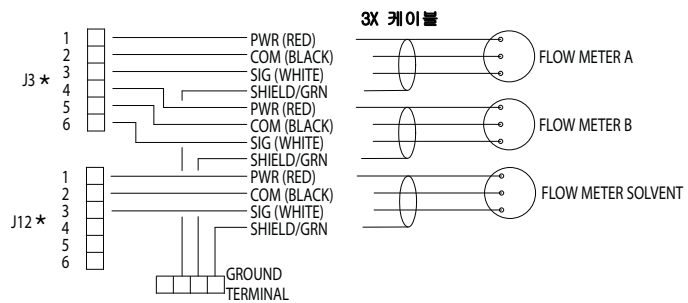 3X 케이블
1 PWR (RED)
2 COM (BLACK)
3 SIG (WHITE)
J3 * 4 SHIELD/GRN
5 PWR (RED)
6 COM (BLACK)
SIG (WHITE)
SHIELD/GRN
FLOW METER A
FLOW METER B
1 PWR (RED)
2 COM (BLACK)
3 SIG (WHITE)
J12 * 4 SHIELD/GRN
5
6
FLOW METER SOLVENT
GROUND
TERMINAL